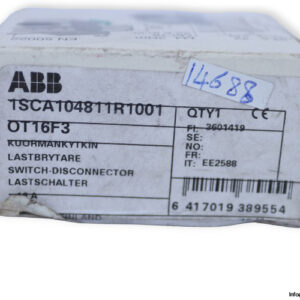 ABB
14688
1SCA104811R1001
QTY1 CE
OT16F3
FI: 3601419
SE:
NO:
FR:
IT: EE2588
KUORMANKYTKIN
LASTBRYTARE
SWITCH-DISCONNECTOR
LASTSCHALTER
6 417019 389554